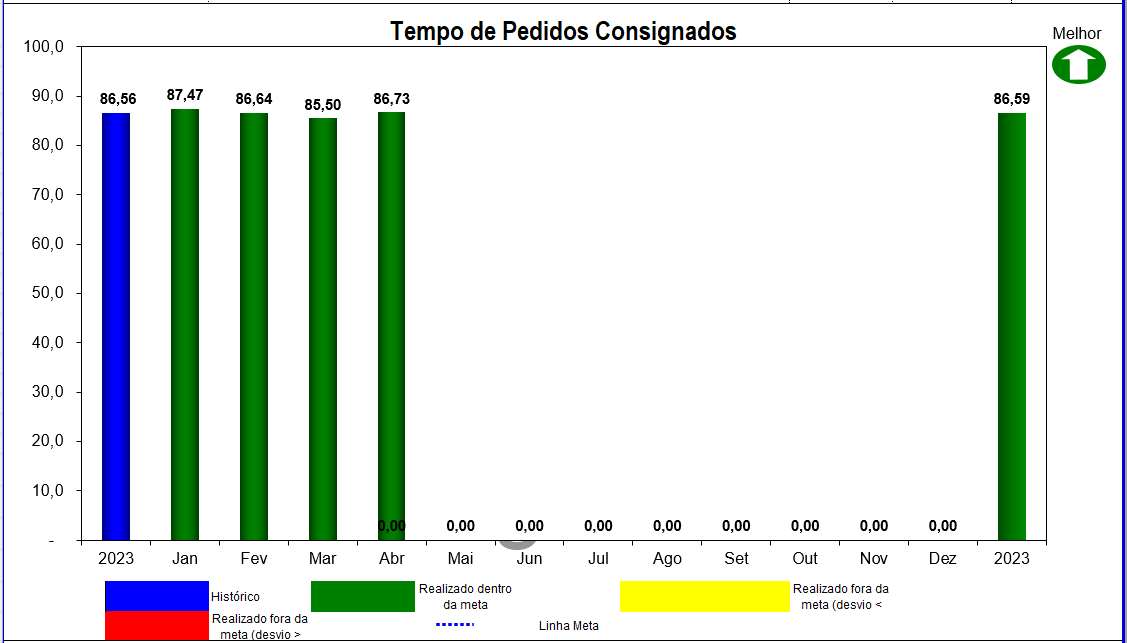 Tempo de Pedidos Consignados
Melhor
100,0
90,0
80,0
70,0
60,0
50,0
40,0
30,0
20,0
10,0
-
86,56 87,47 86,64 85,50 86,73 86,59
0,00 0,00 0,00 0,00 0,00 0,00 0,00 0,00 0,00
2023 Jan Fev Mar Abr Mai Jun Jul Ago Set Out Nov Dez 2023
Histórico
Realizado dentro
da meta
Realizado fora da
meta (desvio <
Realizado fora da
meta (desvio >
Linha Meta